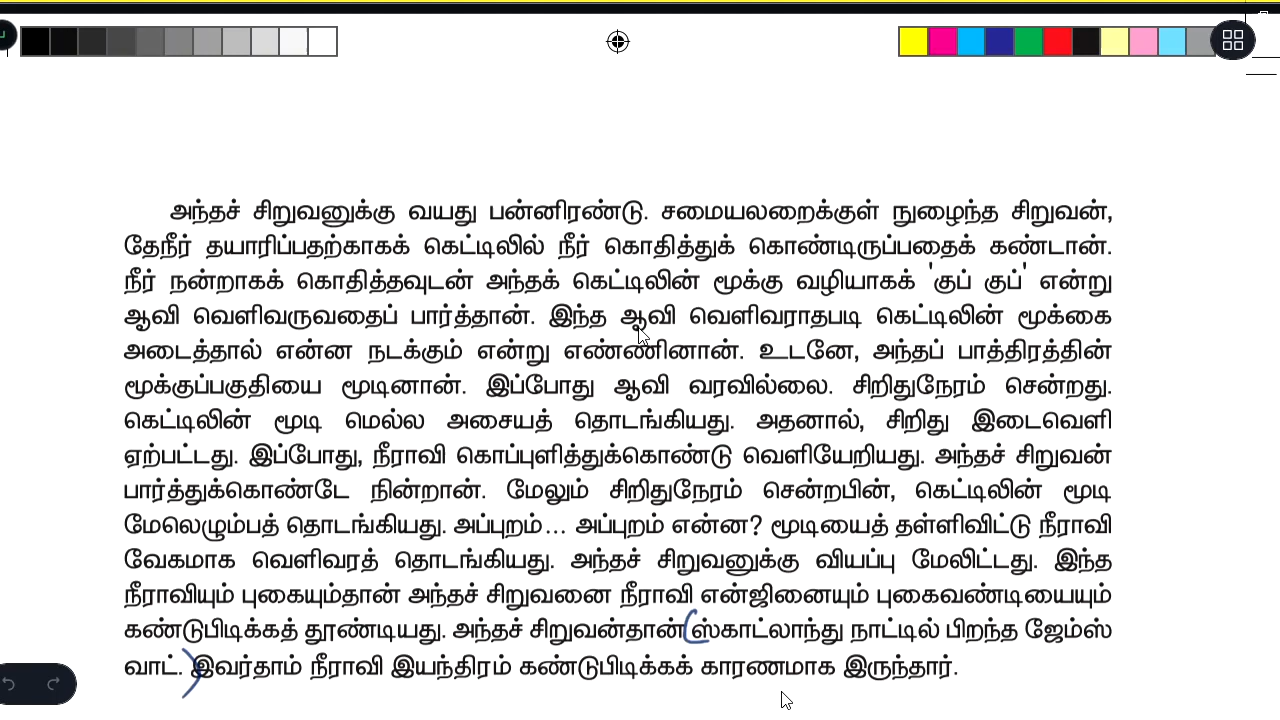 அந்தச் சிறுவனுக்கு வயது பன்னிரண்டு. சமையலறைக்குள் நுழைந்த சிறுவன்,
தேநீர் தயாரிப்பதற்காகக் கெட்டிலில் நீர் கொதித்துக் கொண்டிருப்பதைக் கண்டான்.
நீர் நன்றாகக் கொதித்தவுடன் அந்தக் கெட்டிலின் மூக்கு வழியாகக் 'குப் குப்' என்று
ஆவி வெளிவருவதைப் பார்த்தான். இந்த ஆவி வெளிவராதபடி கெட்டிலின் மூக்கை
அடைத்தால் என்ன நடக்கும் என்று எண்ணினான். உடனே, அந்தப் பாத்திரத்தின்
மூக்குப்பகுதியை மூடினான். இப்போது ஆவி வரவில்லை. சிறிதுநேரம் சென்றது.
கெட்டிலின் மூடி மெல்ல அசையத் தொடங்கியது. அதனால், சிறிது இடைவெளி
ஏற்பட்டது. இப்போது, நீராவி கொப்புளித்துக்கொண்டு வெளியேறியது. அந்தச் சிறுவன்
பார்த்துக்கொண்டே நின்றான். மேலும் சிறிதுநேரம் சென்றபின், கெட்டிலின் மூடி
மேலெழும்பத் தொடங்கியது. அப்புறம்... அப்புறம் என்ன? மூடியைத் தள்ளிவிட்டு நீராவி
வேகமாக வெளிவரத் தொடங்கியது. அந்தச் சிறுவனுக்கு வியப்பு மேலிட்டது. இந்த
நீராவியும் புகையும்தான் அந்தச் சிறுவனை நீராவி என்ஜினையும் புகைவண்டியையும்
கண்டுபிடிக்கத் தூண்டியது. அந்தச் சிறுவன்தான் ஸ்காட்லாந்து நாட்டில் பிறந்த ஜேம்ஸ்
வாட். இவர்தாம் நீராவி இயந்திரம் கண்டுபிடிக்கக் காரணமாக இருந்தார்.